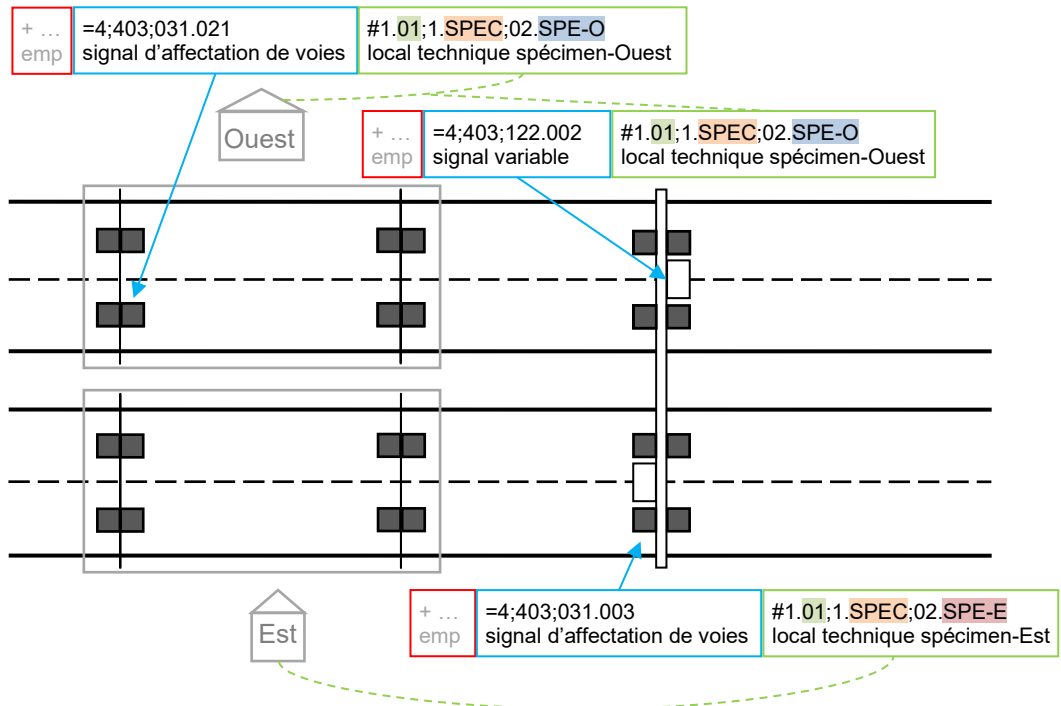 + …
emp
=4;403;031.021
signal d'affectation de voies
#1.01;1.SPEC;02.SPE-O
local technique spécimen-Ouest
Ouest
+ …
emp
=4;403;122.002
signal variable
#1.01;1.SPEC;02.SPE-O
local technique spécimen-Ouest
Est
+ …
emp
=4;403;031.003
signal d'affectation de voies
#1.01;1.SPEC;02.SPE-E
local technique spécimen-Est